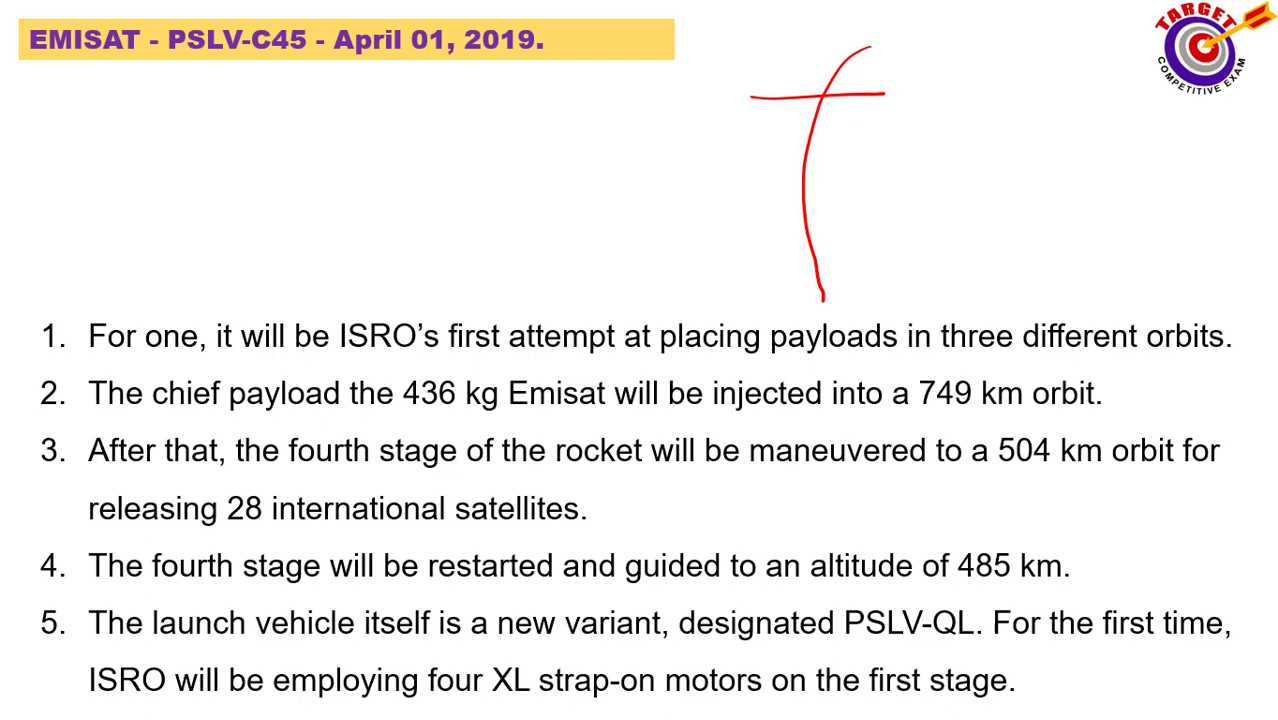 EMISAT - PSLV-C45 - April 01, 2019.
TARGET
COMPETITIVE EXAM
1. For one, it will be ISRO’s first attempt at placing payloads in three different orbits.
2. The chief payload the 436 kg Emisat will be injected into a 749 km orbit.
3. After that, the fourth stage of the rocket will be maneuvered to a 504 km orbit for
releasing 28 international satellites.
4. The fourth stage will be restarted and guided to an altitude of 485 km.
5. The launch vehicle itself is a new variant, designated PSLV-QL. For the first time,
ISRO will be employing four XL strap-on motors on the first stage.